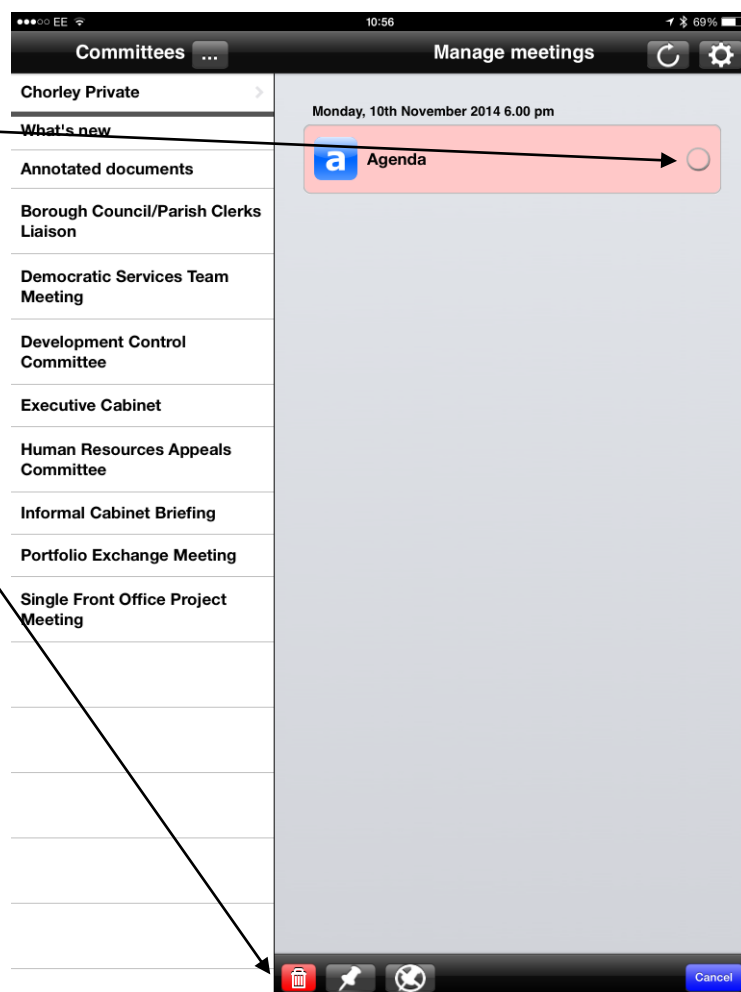 EE 10:56 69%
Committees ... Manage meetings
Chorley Private
What's new
Annotated documents
Borough Council/Parish Clerks
Liaison
Democratic Services Team
Meeting
Development Control
Committee
Executive Cabinet
Human Resources Appeals
Committee
Informal Cabinet Briefing
Portfolio Exchange Meeting
Single Front Office Project
Meeting
Monday, 10th November 2014 6.00 pm
a Agenda
Cancel